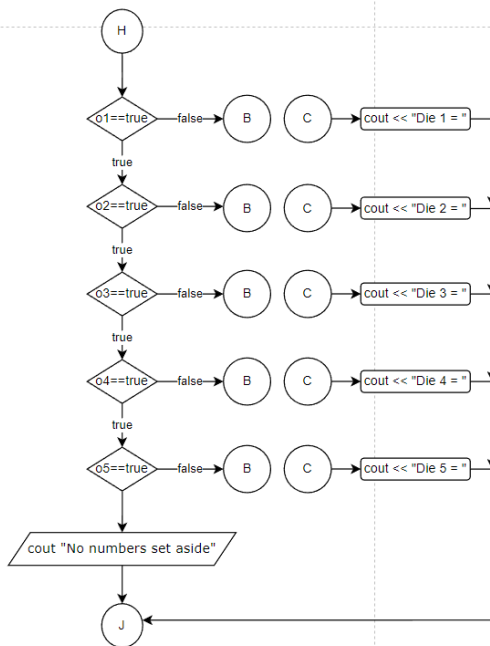 H
o1==true
false
B
C
cout << "Die 1 = "
true
o2==true
false
B
C
cout << "Die 2 = "
true
o3==true
false
B
C
cout << "Die 3 = "
true
o4==true
false
B
C
cout << "Die 4 = "
true
o5==true
false
B
C
cout << "Die 5 = "
cout "No numbers set aside"
J